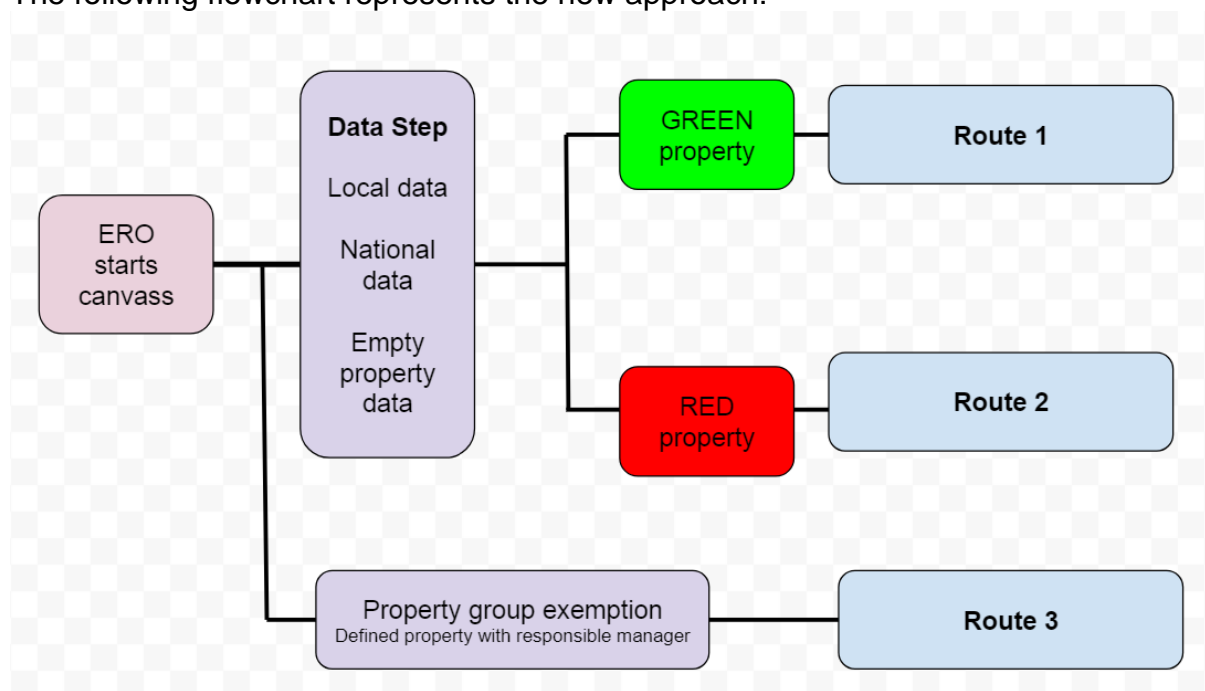 The following flowchart represents the new approach.
ERO
starts
canvass
Data Step
Local data
National
data
Empty
property
data
GREEN
property
Route 1
RED
property
Route 2
Property group exemption
Defined property with responsible manager
Route 3